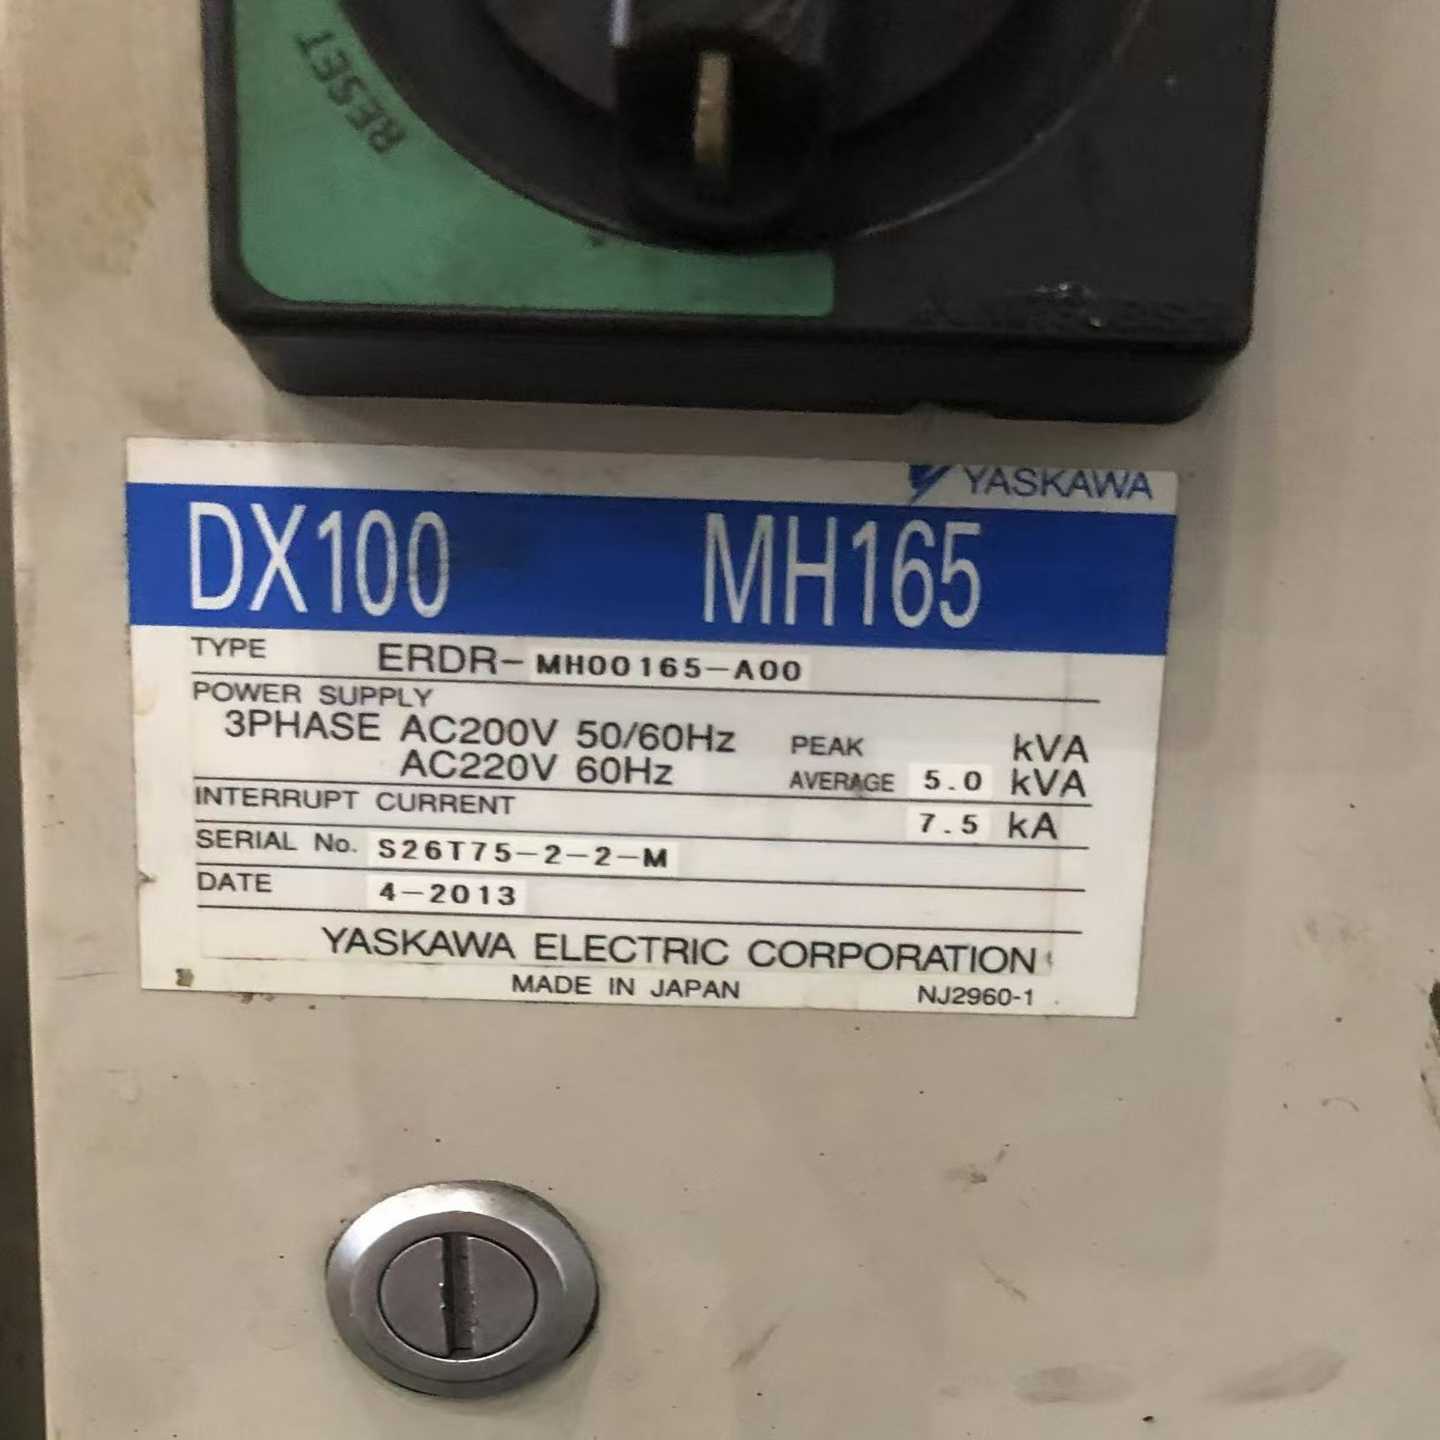 RESET
YASKAWA
DX100 MH165
TYPE ERDR-MH00165-A00
POWER SUPPLY
3PHASE AC200V 50/60Hz PEAK kVA
AC220V 60Hz AVERAGE 5.0 kVA
INTERRUPT CURRENT 7.5 kA
SERIAL No. S26T75-2-2-M
DATE 4-2013
YASKAWA ELECTRIC CORPORATION
MADE IN JAPAN NJ2960-1